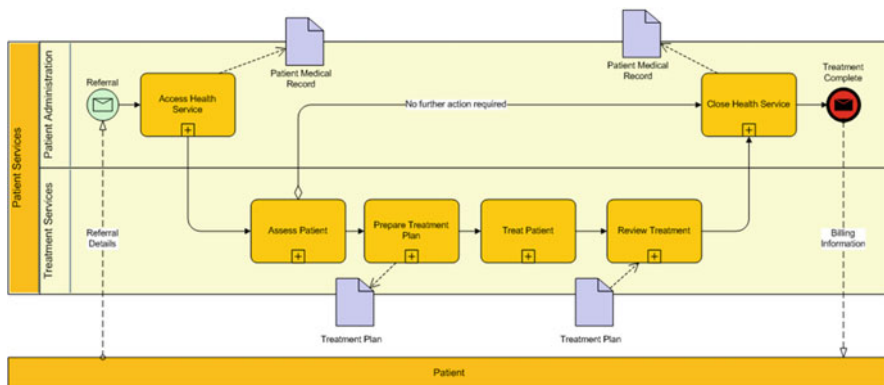 Patient Services
Patient Administration
Treatment Services
Referral
Access Health
Service
Patient Medical
Record
Patient Medical
Record
Treatment
Complete
No further action required
Close Health Service
Assess Patient
Prepare Treatment
Plan
Treat Patient
Review Treatment
Referral
Details
Billing
Information
Treatment Plan
Treatment Plan
Patient